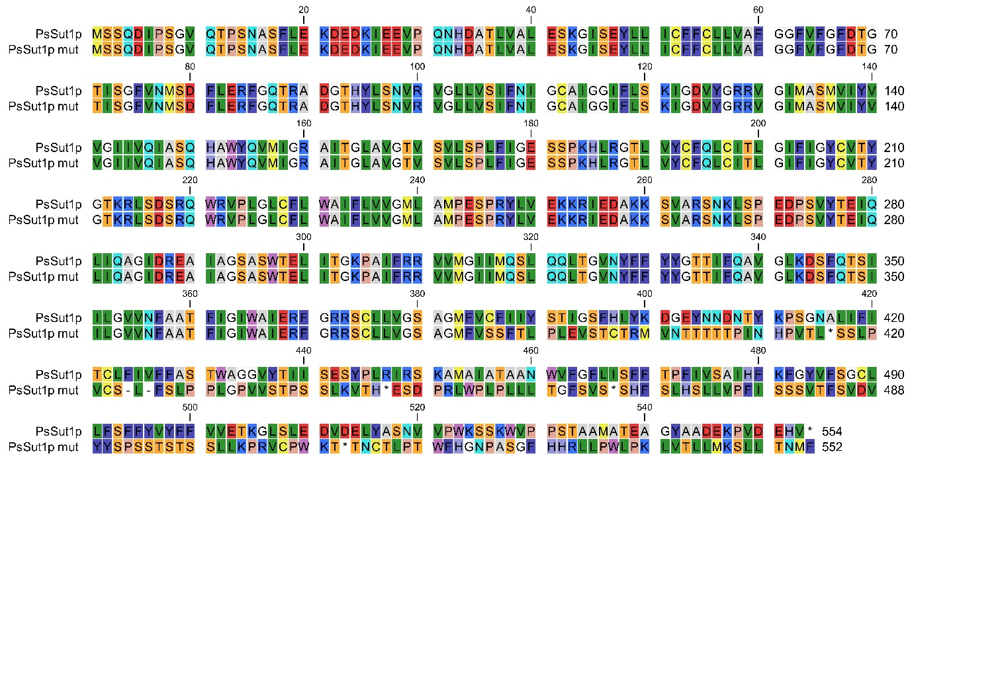 20 40 60
PsSut1p MSSQDIPSGV QTPSNASFLE KDEDKIEEVP QNHDATLVAL ESKGISEYLL ICFFCLLVAF GGFVFGFDTG 70
PsSut1p mut MSSQDIPSGV QTPSNASFLE KDEDKIEEVP QNHDATLVAL ESKGISEYLL ICFFCLLVAF GGFVFGFDTG 70
80 100 120 140
PsSut1p TISGFVNMSD FLERFGQTRA DGTHYLSNVR VGLLVSIFNI GCAIGGIFLS KIGDVYGRRV GIMASMVIYV 140
PsSut1p mut TISGFVNMSD FLERFGQTRA DGTHYLSNVR VGLLVSIFNI GCAIGGIFLS KIGDVYGRRV GIMASMVIYV 140
160 180 200
PsSut1p VGIIVQIASQ HAWYQVMIGR AITGLAVGTV SVLSPLFIGE SSPKHLRGTL VYCFQLCITL GIFIGYCVTY 210
PsSut1p mut VGIIVQIASQ HAWYQVMIGR AITGLAVGTV SVLSPLFIGE SSPKHLRGTL VYCFQLCITL GIFIGYCVTY 210
220 240 260 280
PsSut1p GTKRLSDSRQ WRVPLGLCFL WAIFLVVGML AMPESPRYLV EKKRIEDAKK SVARSNKLSP EDPSVYTEIQ 280
PsSut1p mut GTKRLSDSRQ WRVPLGLCFL WAIFLVVGML AMPESPRYLV EKKRIEDAKK SVARSNKLSP EDPSVYTEIQ 280
300 320 340
PsSut1p LIQAGIDREA IAGSASWTEL ITGKPAIFRR VVMGIIMQSL QQLTGVNYFF YYGTTIFQAV GLKDSFQTSI 350
PsSut1p mut LIQAGIDREA IAGSASWTEL ITGKPAIFRR VVMGIIMQSL QQLTGVNYFF YYGTTIFQAV GLKDSFQTSI 350
360 380 400 420
PsSut1p ILGVVNFAAT FIGIWAIERF GRRSCLLVGS AGMFVCFIIY STIGSFHLYK DGEYNNDNTY KPSGNALIFI 420
PsSut1p mut ILGVVNFAAT FIGIWAIERF GRRSCLLVGS AGMFVSSFTL PLEVSTCTRM VNTTTTTPIN HPVTL*SSLP 420
440 460 480
PsSut1p TCLFIVFFAS TWAGGVYTII SESYPLRIRS KAMAIATAAN WVFGFLISFF TPFIVSAIHF KFGYVFSGCL 490
PsSut1p mut VCS-L-FSLP PLGPVVSTPS SLKVTH*ESD PRLWPLPLLL TGFSVS*SHF SLHSLLVPFI SSSVTFSVDV 488
500 520 540
PsSut1p LFSFFYVYFF VVETKGLSLE DVDELYASNV VPWKSSKWVP PSTAAMATEA GYAADEKPVD EHV* 554
PsSut1p mut YYSPSSTSTS SLLKPRVCPW KT*TNCTLPT WFHGNPASGF HHRLLPWLPK LVTLLMKSLL TNMF 552